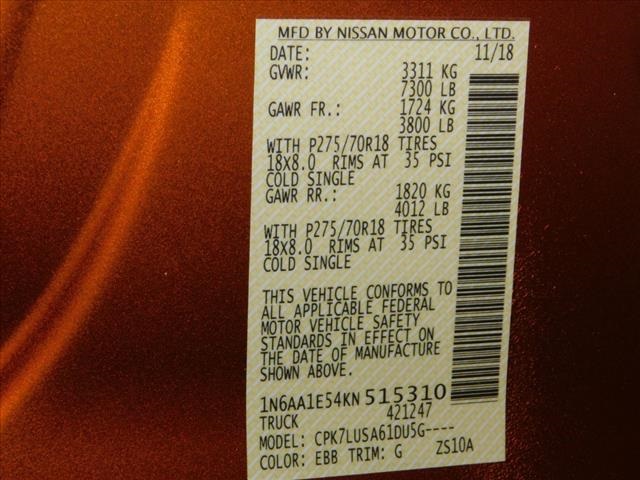 MFD BY NISSAN MOTOR CO., LTD.
DATE: 11/18
GVWR: 3311 KG
7300 LB
GAWR FR.: 1724 KG
3800 LB
WITH P275/70R18 TIRES
18X8.0 RIMS AT 35 PSI
COLD SINGLE
GAWR RR.: 1820 KG
4012 LB
WITH P275/70R18 TIRES
18X8.0 RIMS AT 35 PSI
COLD SINGLE
THIS VEHICLE CONFORMS TO
ALL APPLICABLE FEDERAL
MOTOR VEHICLE SAFETY
STANDARDS IN EFFECT ON
THE DATE OF MANUFACTURE
SHOWN ABOVE.
1N6AA1E54KN515310
TRUCK 421247
MODEL: CPK7LUSA61DU5G----
COLOR: EBB TRIM: G ZS10A